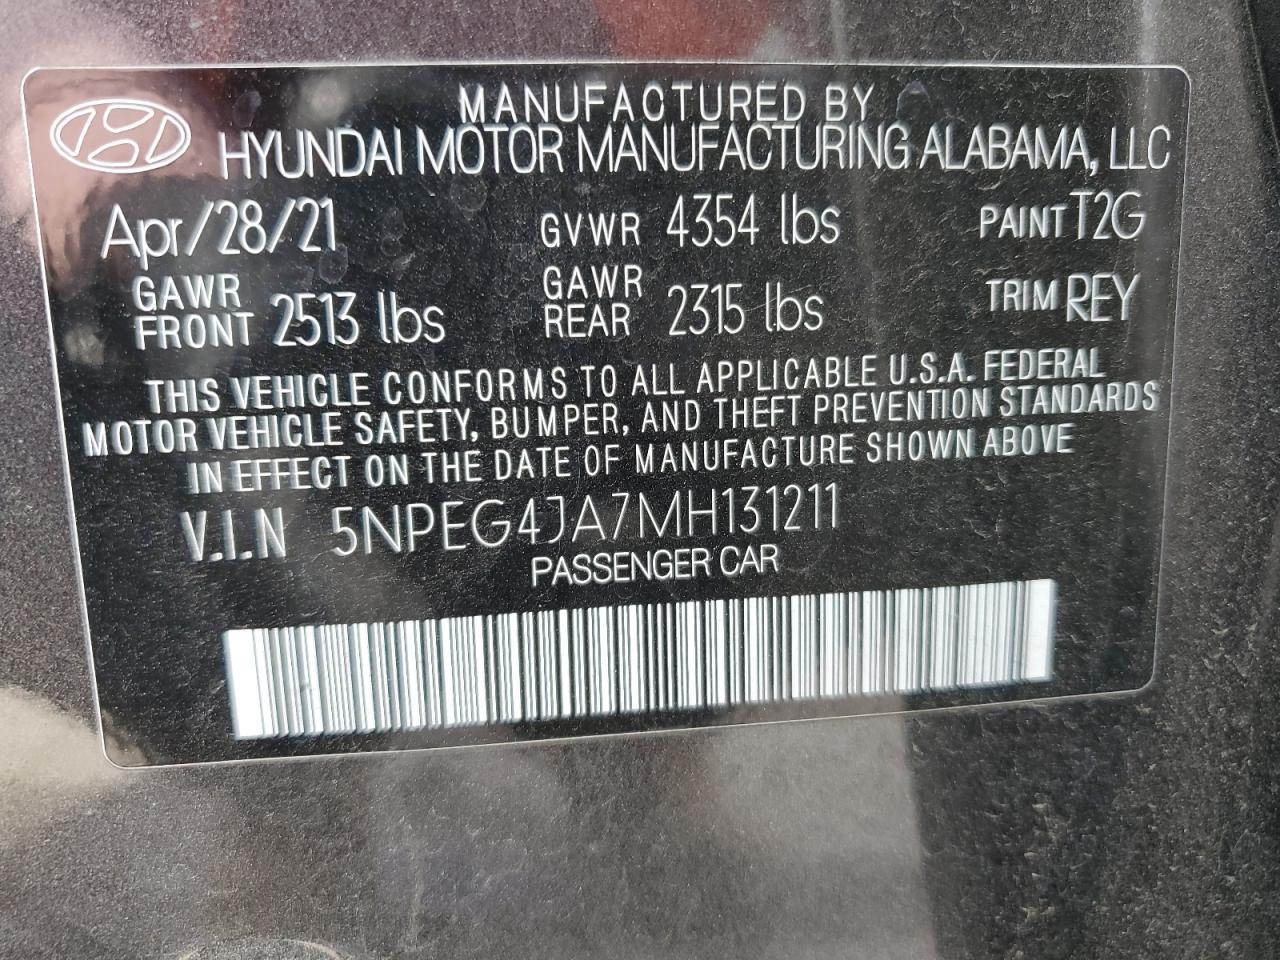 MANUFACTURED BY
HYUNDAI MOTOR MANUFACTURING ALABAMA, LLC
Apr/28/21 GVWR 4354 lbs PAINT T2G
GAWR FRONT 2513 lbs GAWR REAR 2315 lbs TRIM REY
THIS VEHICLE CONFORMS TO ALL APPLICABLE U.S.A. FEDERAL
MOTOR VEHICLE SAFETY, BUMPER, AND THEFT PREVENTION STANDARDS
IN EFFECT ON THE DATE OF MANUFACTURE SHOWN ABOVE
V.I.N 5NPEG4JA7MH131211
PASSENGER CAR